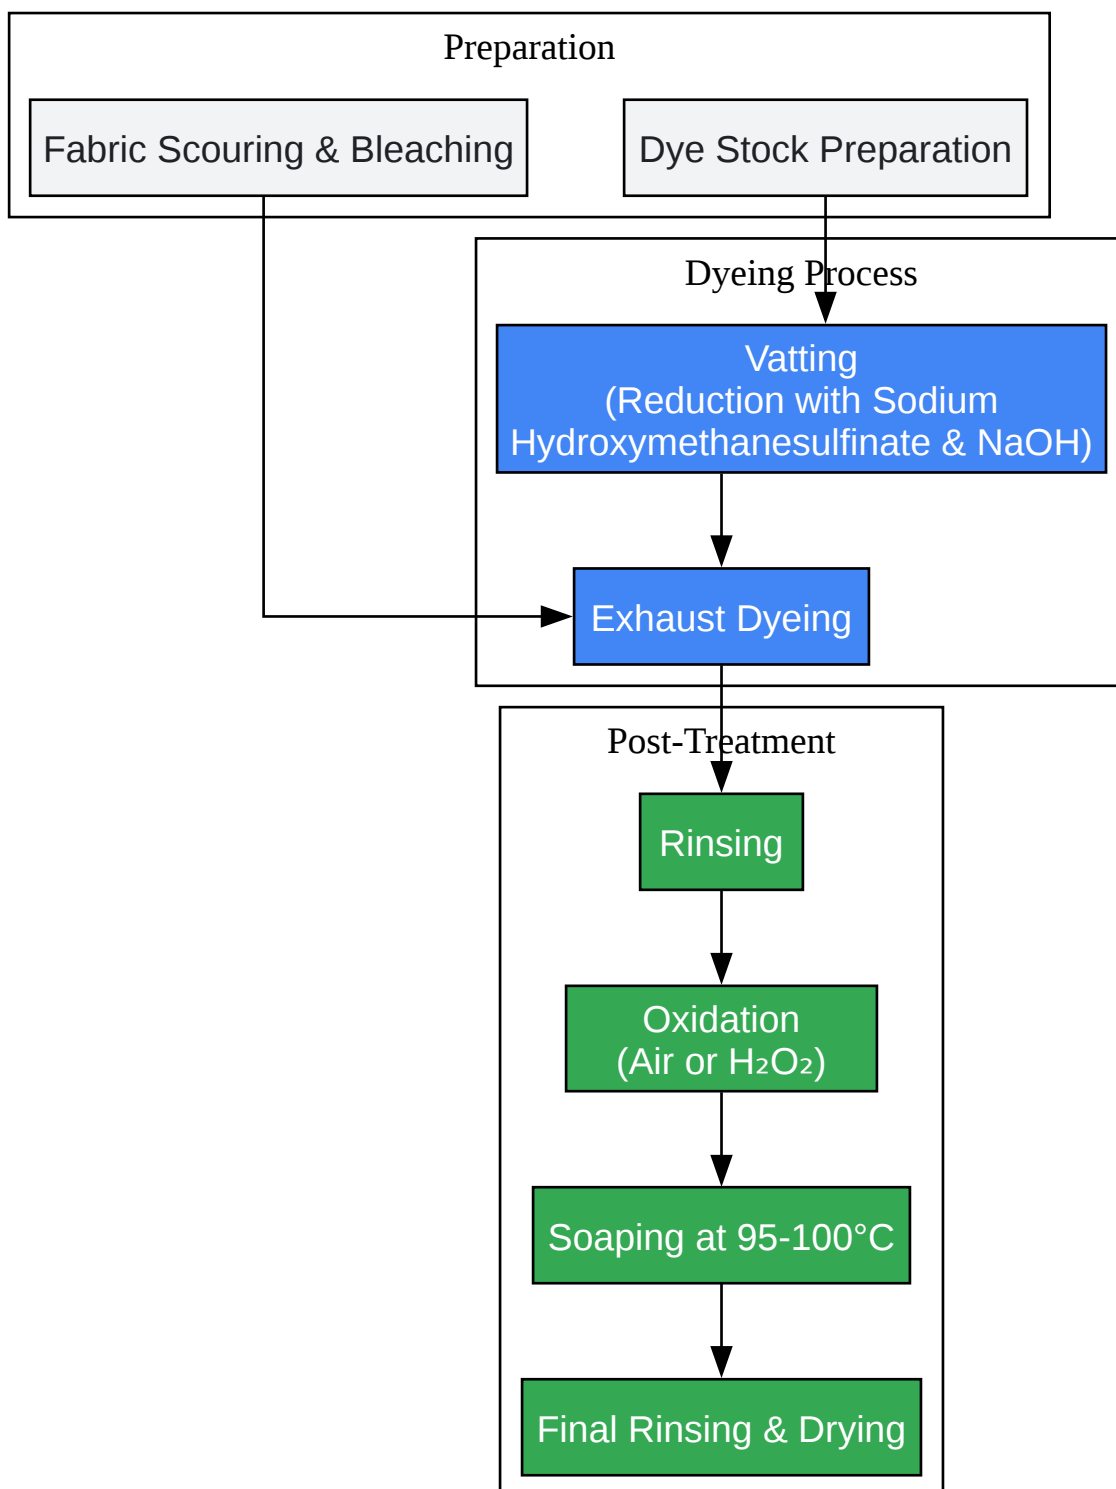 Preparation
Fabric Scouring & Bleaching
Dye Stock Preparation
Dyeing Process
Vatting
(Reduction with Sodium
Hydroxymethanesulfinate & NaOH)
Exhaust Dyeing
Post-Treatment
Rinsing
Oxidation
(Air or H₂O₂)
Soaping at 95-100°C
Final Rinsing & Drying